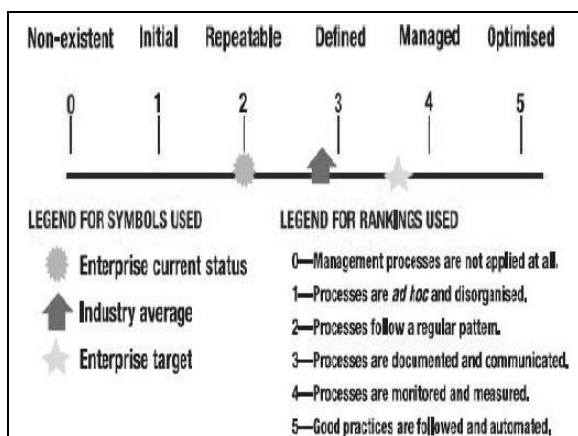 Non-existent Initial Repeatable Defined Managed Optimised
0 1 2 3 4 5
LEGEND FOR SYMBOLS USED
Enterprise current status
Industry average
Enterprise target
LEGEND FOR RANKINGS USED
0—Management processes are not applied at all.
1—Processes are ad hoc and disorganised.
2—Processes follow a regular pattern.
3—Processes are documented and communicated.
4—Processes are monitored and measured.
5—Good practices are followed and automated.